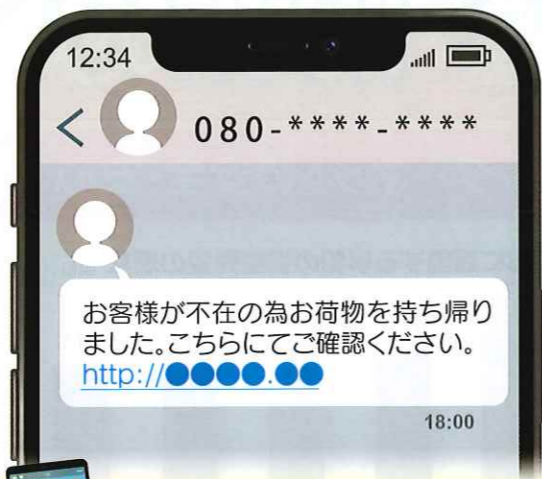 12:34
080-****-****
お客様が不在の為お荷物を持ち帰り
ました。こちらにてご確認ください。
http://●●●●.●●
18:00